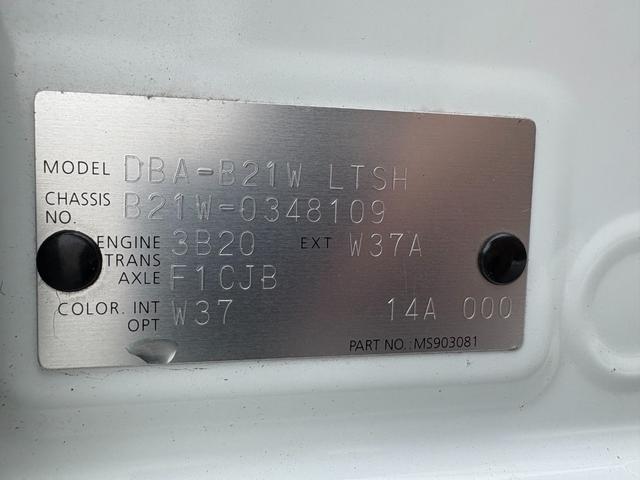 MODEL DBA-B21W LTSH
CHASSIS NO. B21W-0348109
ENGINE 3B20 EXT W37A
TRANS AXLE F1CJB
COLOR. INT OPT W37 14A 000
PART NO.: MS903081